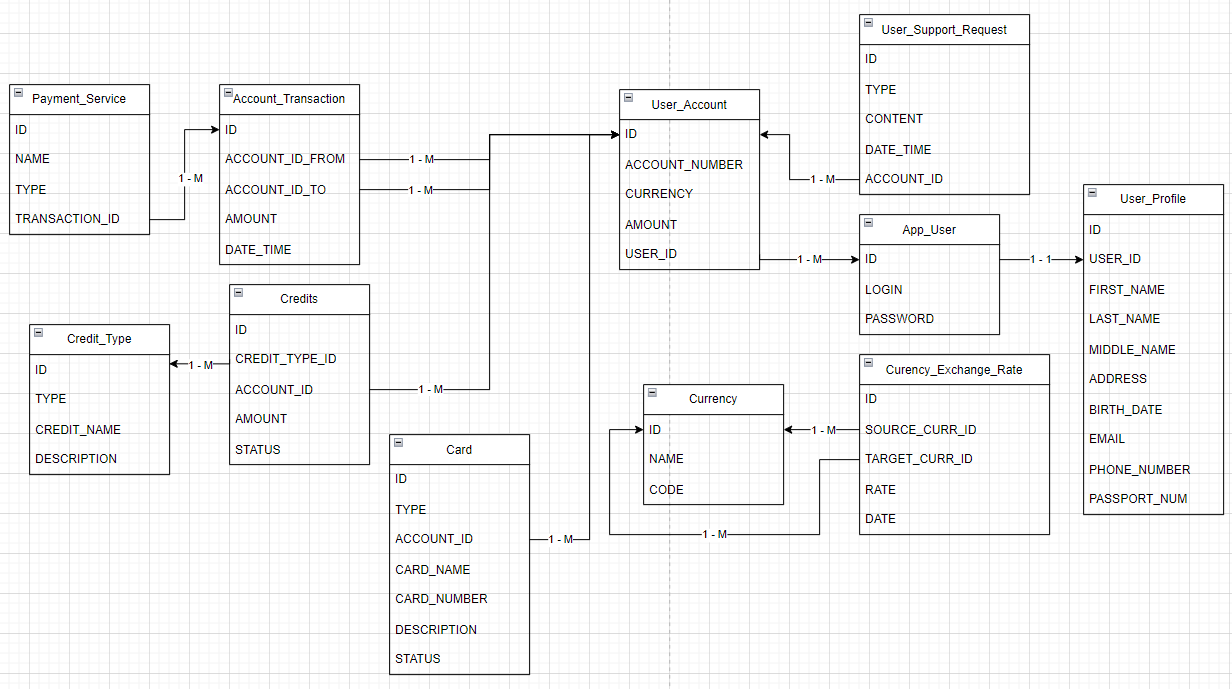 Payment_Service
ID
NAME
TYPE
TRANSACTION_ID
1 - M
Account_Transaction
ID
ACCOUNT_ID_FROM
ACCOUNT_ID_TO
AMOUNT
DATE_TIME
1 - M
1 - M
User_Account
ID
ACCOUNT_NUMBER
CURRENCY
AMOUNT
USER_ID
1 - M
User_Support_Request
ID
TYPE
CONTENT
DATE_TIME
ACCOUNT_ID
1 - M
App_User
ID
LOGIN
PASSWORD
1 - 1
User_Profile
ID
USER_ID
FIRST_NAME
LAST_NAME
MIDDLE_NAME
ADDRESS
BIRTH_DATE
EMAIL
PHONE_NUMBER
PASSPORT_NUM
Credit_Type
ID
TYPE
CREDIT_NAME
DESCRIPTION
1 - M
Credits
ID
CREDIT_TYPE_ID
ACCOUNT_ID
AMOUNT
STATUS
1 - M
Card
ID
TYPE
ACCOUNT_ID
CARD_NAME
CARD_NUMBER
DESCRIPTION
STATUS
1 - M
Currency
ID
NAME
CODE
1 - M
1 - M
Curency_Exchange_Rate
ID
SOURCE_CURR_ID
TARGET_CURR_ID
RATE
DATE